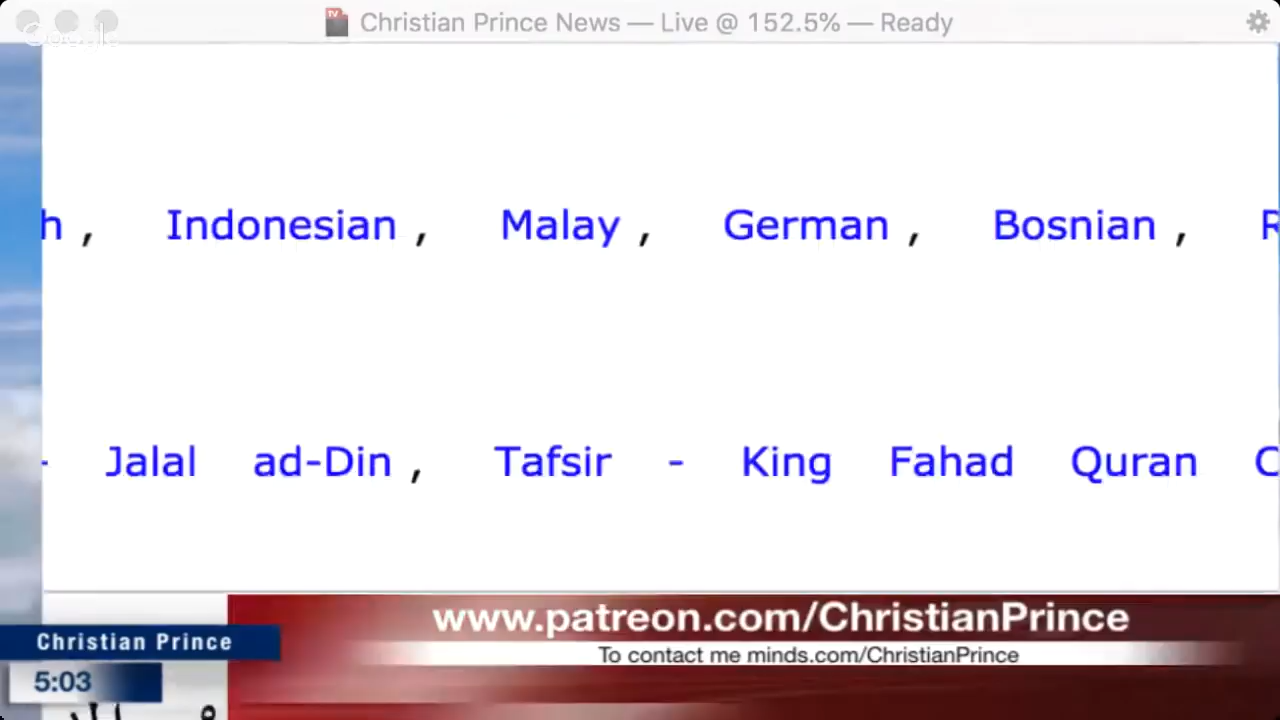 Christian Prince News — Live @ 152.5% — Ready
Google
h , Indonesian , Malay , German , Bosnian , R
- Jalal ad-Din , Tafsir - King Fahad Quran C
www.patreon.com/ChristianPrince
Christian Prince
To contact me minds.com/ChristianPrince
5:03